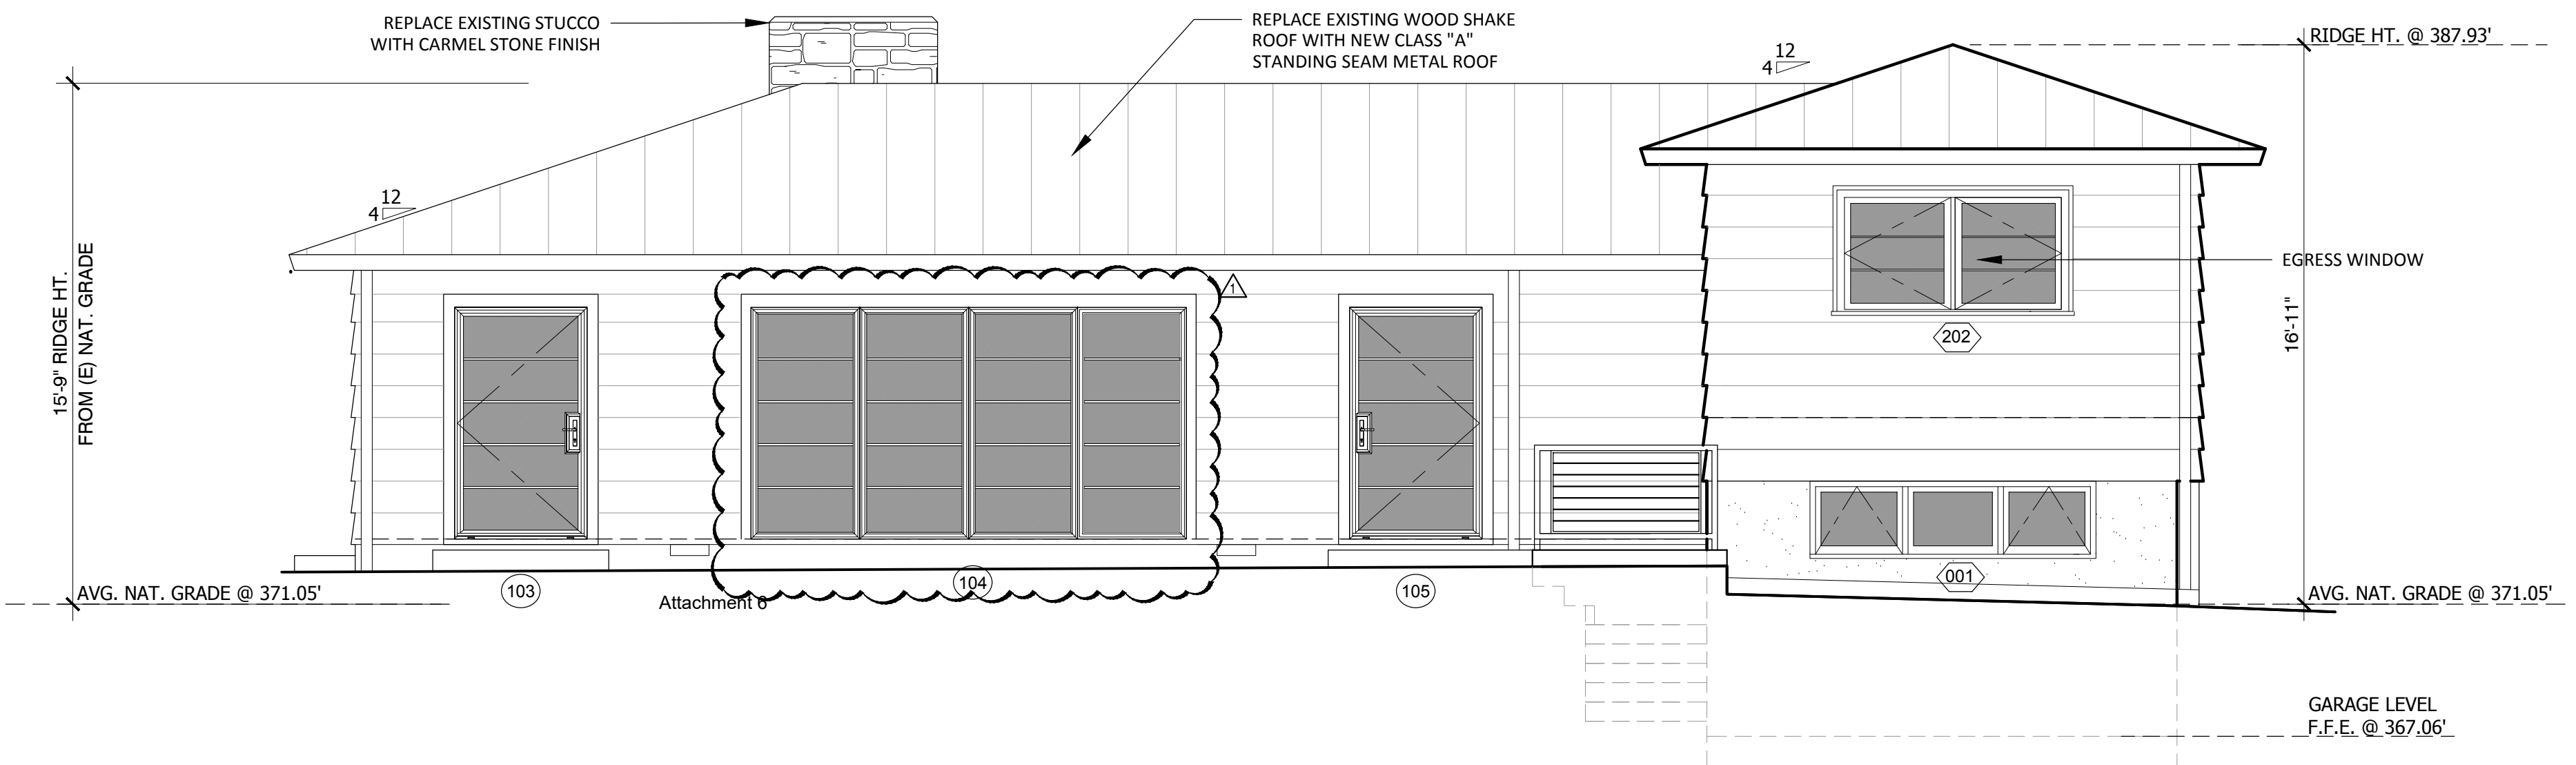 REPLACE EXISTING STUCCO
WITH CARMEL STONE FINISH
REPLACE EXISTING WOOD SHAKE
ROOF WITH NEW CLASS "A"
STANDING SEAM METAL ROOF
12
4
RIDGE HT. @ 387.93'
12
4
15'-9" RIDGE HT.
FROM (E) NAT. GRADE
1
EGRESS WINDOW
16'-11"
202
AVG. NAT. GRADE @ 371.05'
103
Attachment 6
104
105
001
AVG. NAT. GRADE @ 371.05'
GARAGE LEVEL
F.F.E. @ 367.06'